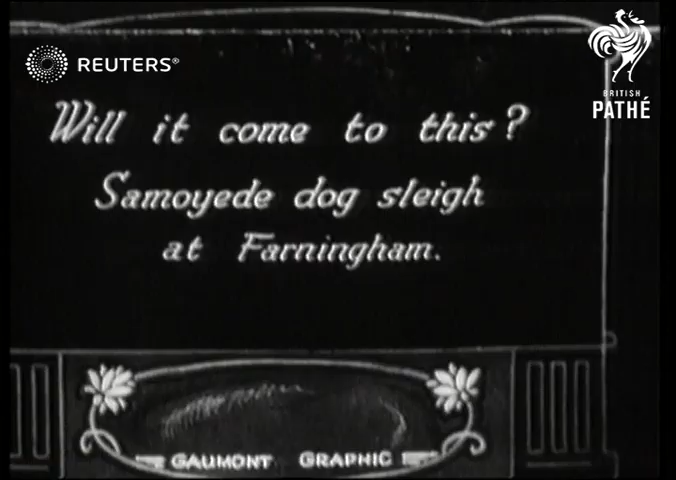 REUTERS®
BRITISH
PATHÉ
Will it come to this?
Samoyede dog sleigh
at Farningham.
GAUMONT GRAPHIC